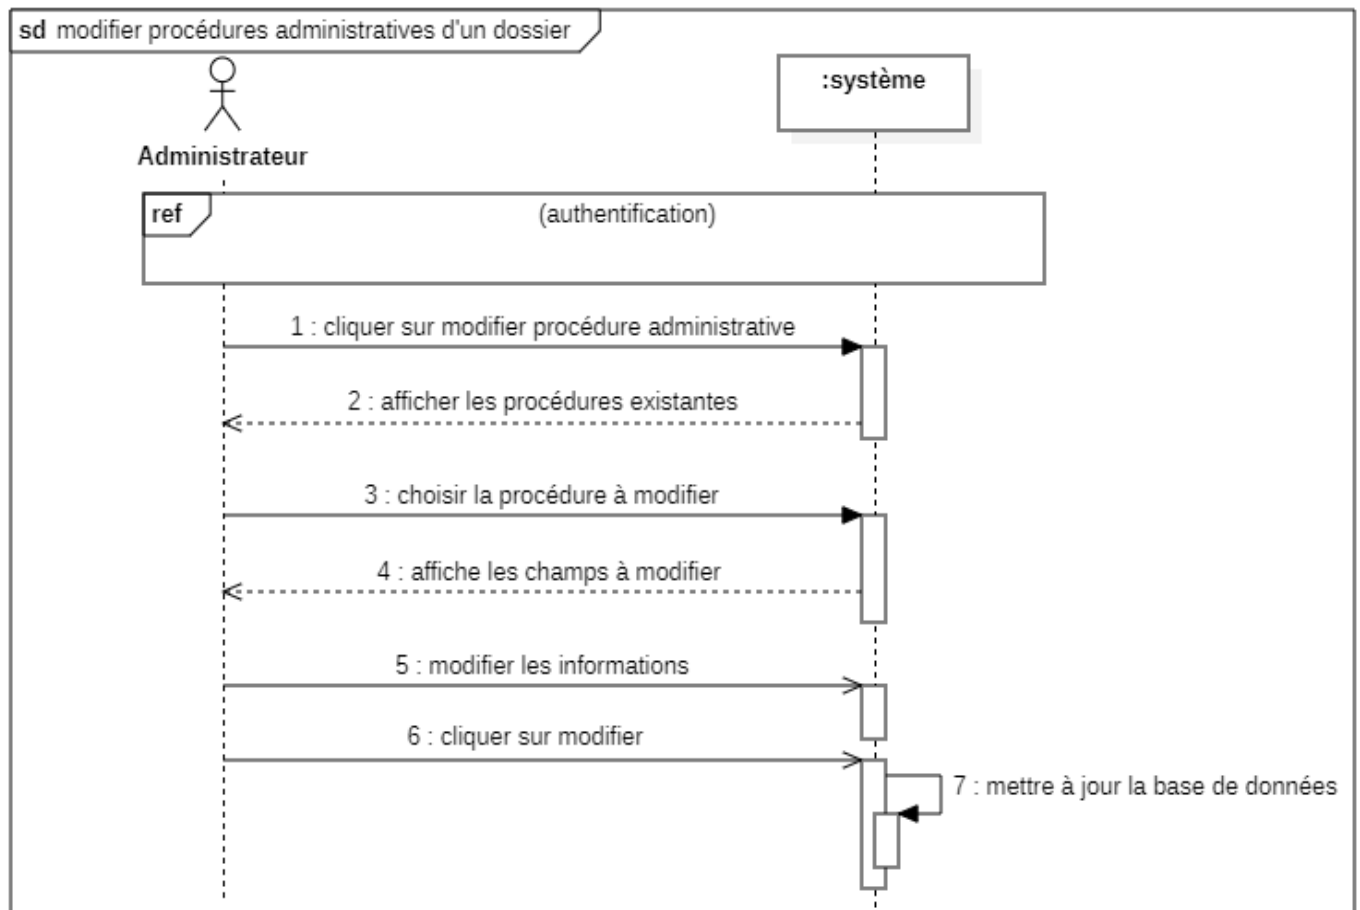 sd modifier procédures administratives d'un dossier
:système
Administrateur
ref
(authentification)
1 : cliquer sur modifier procédure administrative
2 : afficher les procédures existantes
3 : choisir la procédure à modifier
4 : affiche les champs à modifier
5 : modifier les informations
6 : cliquer sur modifier
7 : mettre à jour la base de données